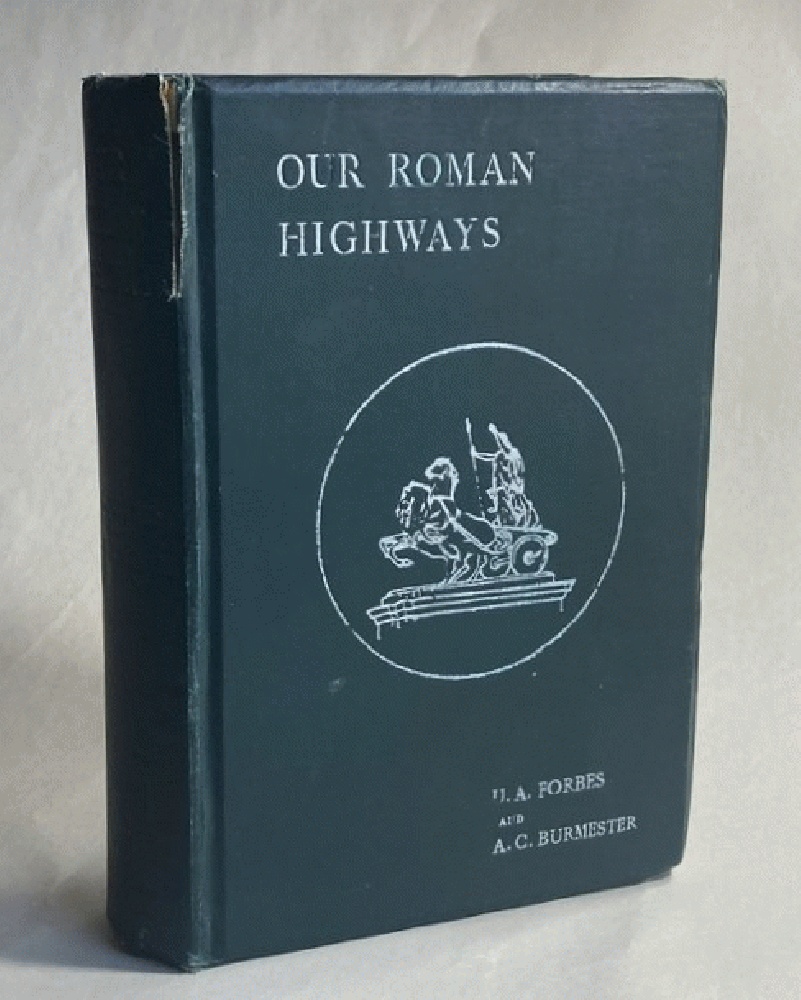 OUR ROMAN
HIGHWAYS
U. A. FORBES
AND
A. C. BURMESTER